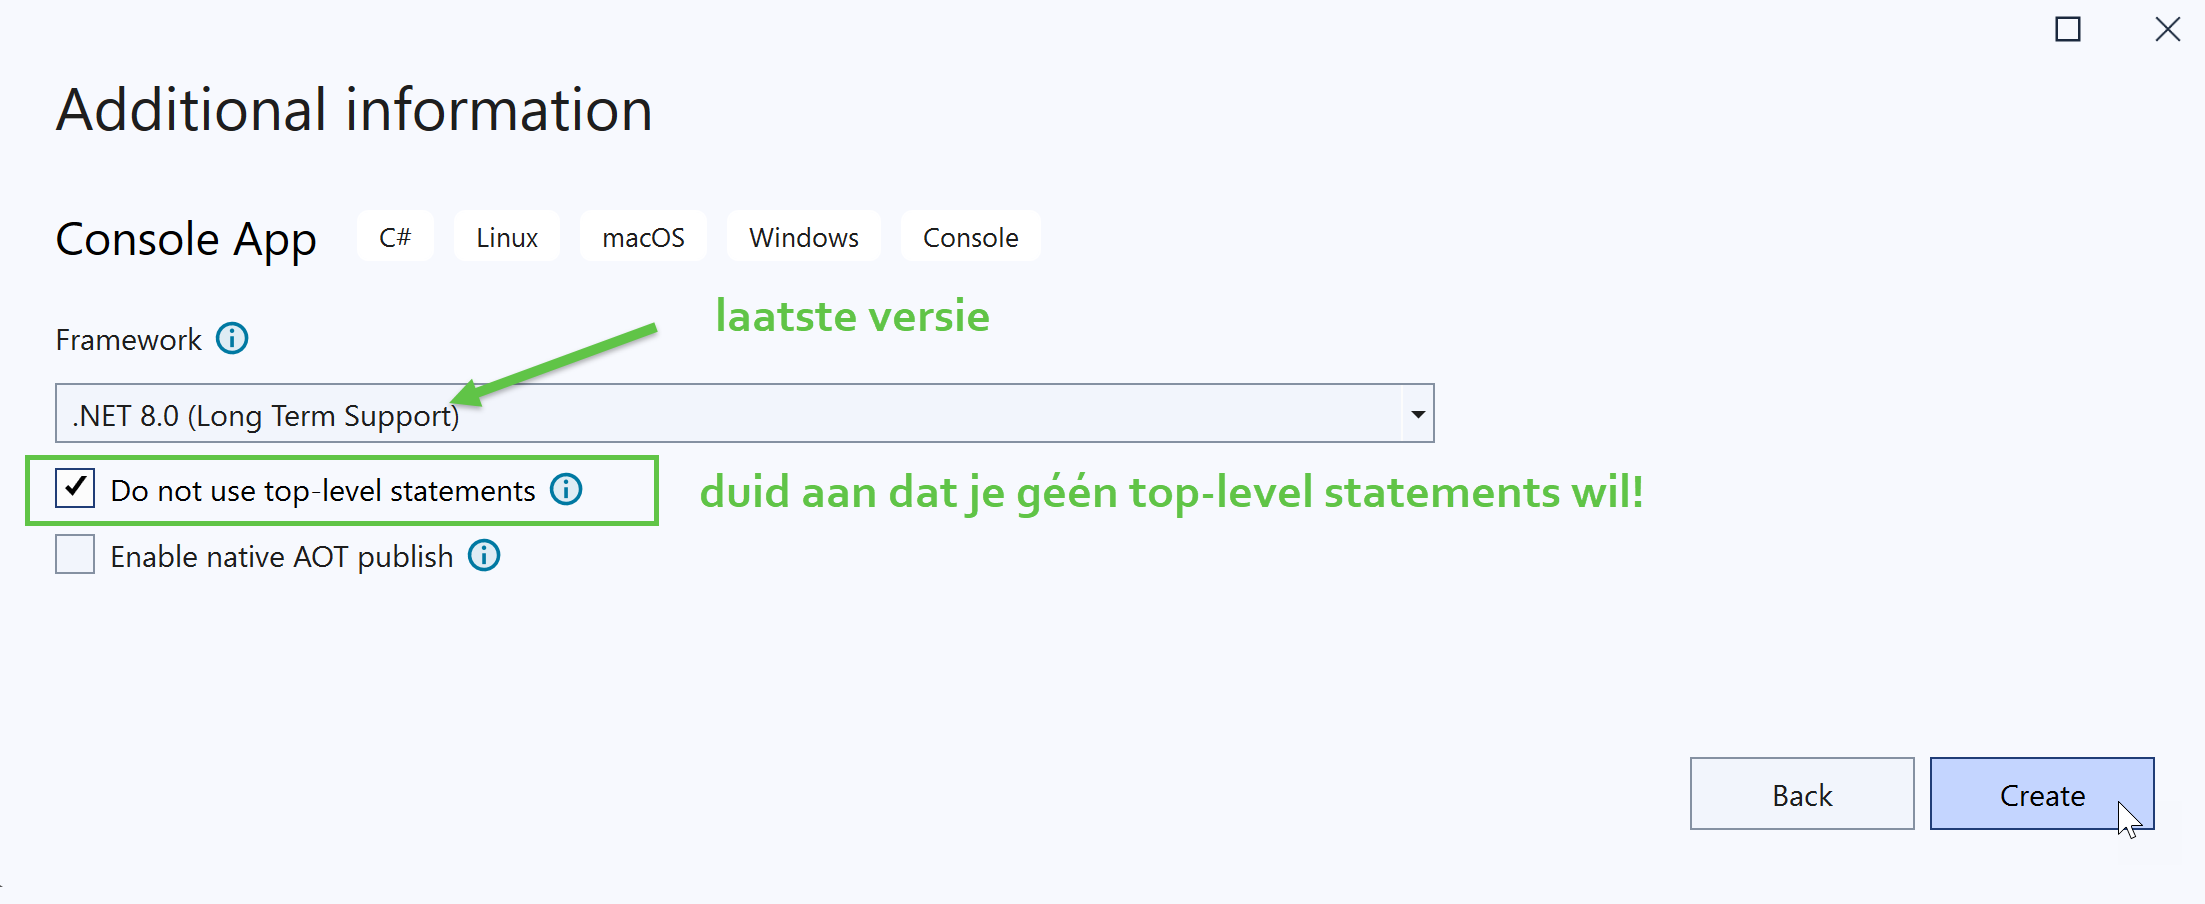 Additional information
Console App C# Linux macOS Windows Console
laatste versie
Framework
.NET 8.0 (Long Term Support)
Do not use top-level statements
duid aan dat je géén top-level statements wil!
Enable native AOT publish
Back Create